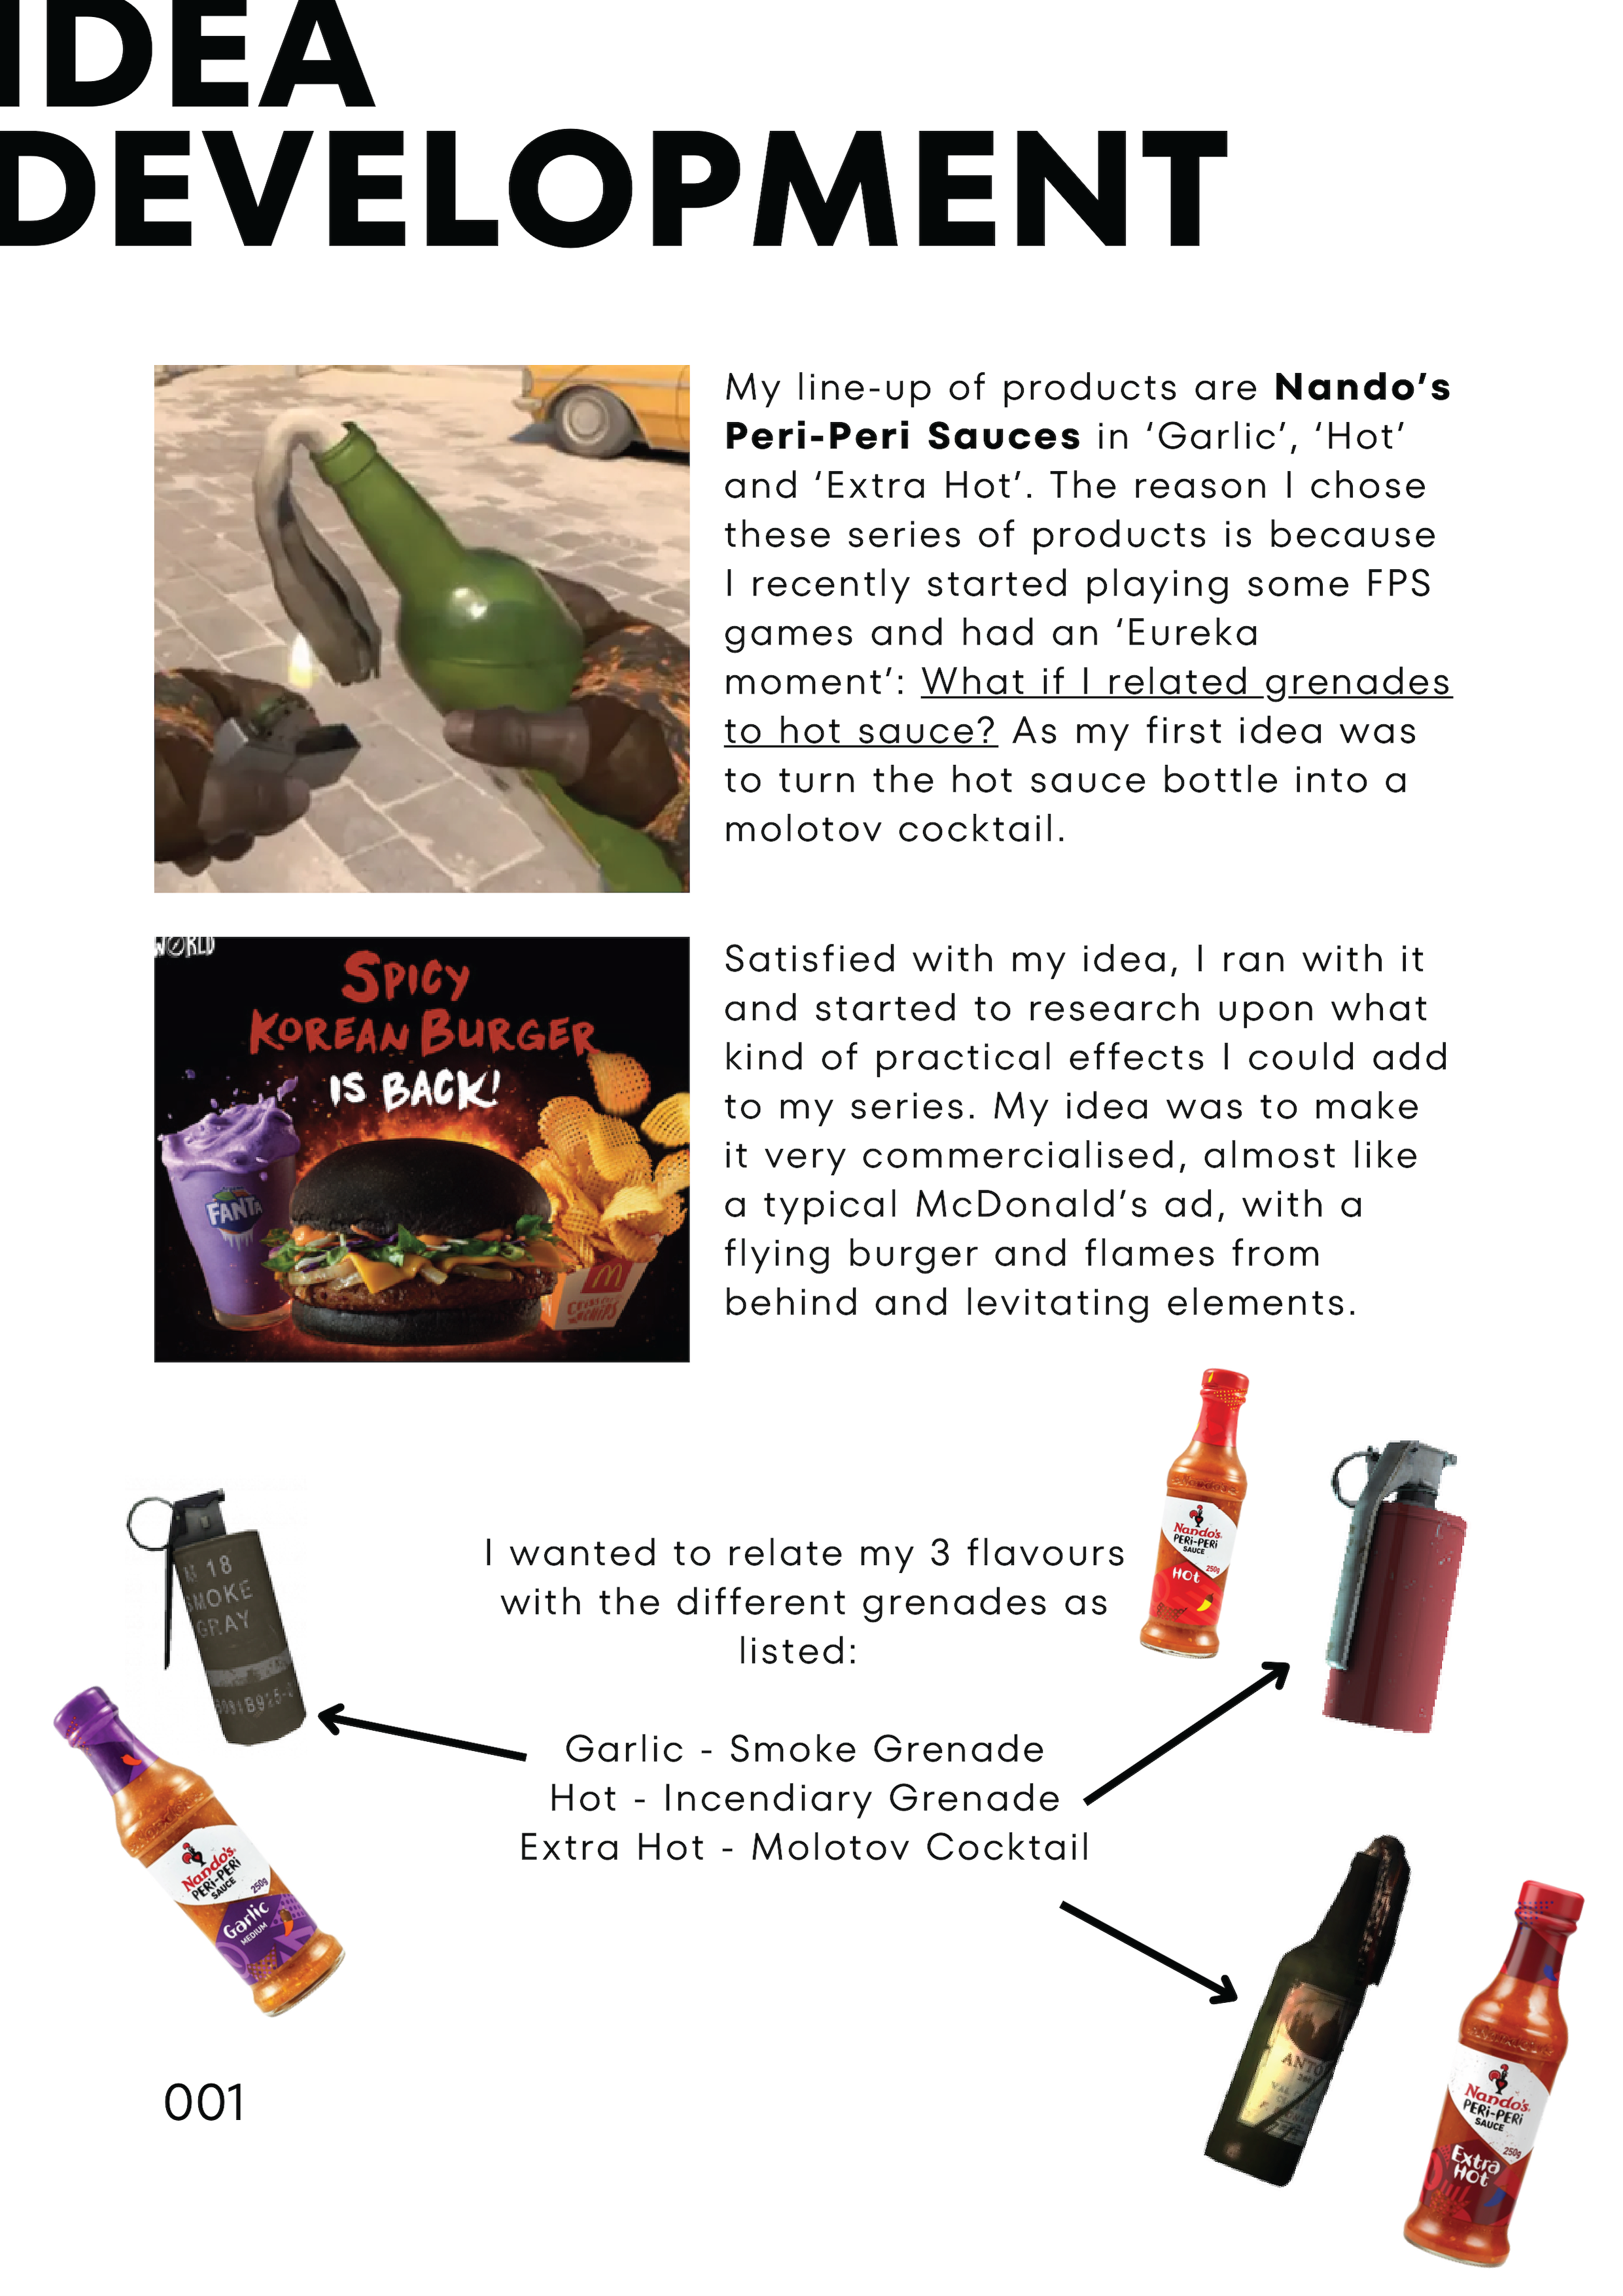 IDEA
DEVELOPMENT
My line-up of products are Nando's
Peri-Peri Sauces in 'Garlic', 'Hot'
and 'Extra Hot'. The reason I chose
these series of products is because
I recently started playing some FPS
games and had an 'Eureka
moment': What if I related grenades
to hot sauce? As my first idea was
to turn the hot sauce bottle into a
molotov cocktail.
WORLD
SPICY
KOREAN BURGER
IS BACK!
FANTA
Satisfied with my idea, I ran with it
and started to research upon what
kind of practical effects I could add
to my series. My idea was to make
it very commercialised, almost like
a typical McDonald's ad, with a
flying burger and flames from
behind and levitating elements.
Nando's
PERi-PERi
SAUCE
250g
HOt
18
SMOKE
GRAY
I wanted to relate my 3 flavours
with the different grenades as
listed:
Garlic - Smoke Grenade
Hot - Incendiary Grenade
Extra Hot - Molotov Cocktail
Nando's
PERi-PERi
SAUCE
250g
Garlic
MEDIUM
ANTO
Nando's
PERi-PERi
SAUCE
250g
Extra
HOt
001